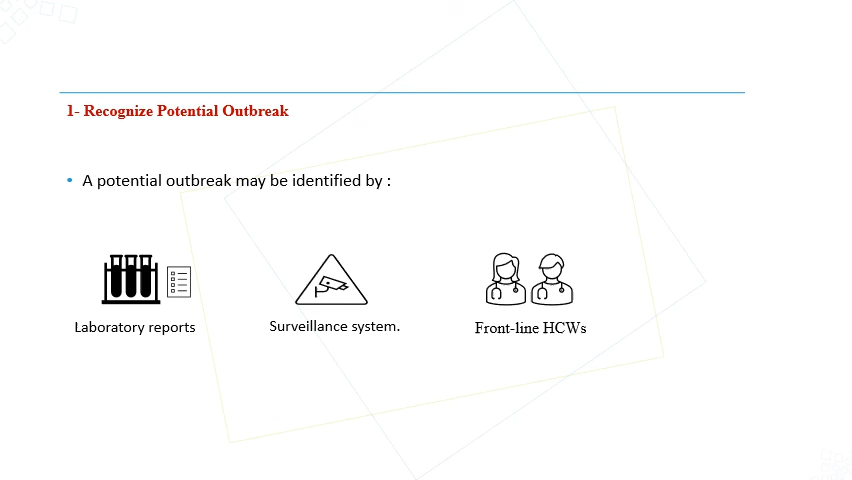 1- Recognize Potential Outbreak
• A potential outbreak may be identified by :
Laboratory reports
Surveillance system.
Front-line HCWs